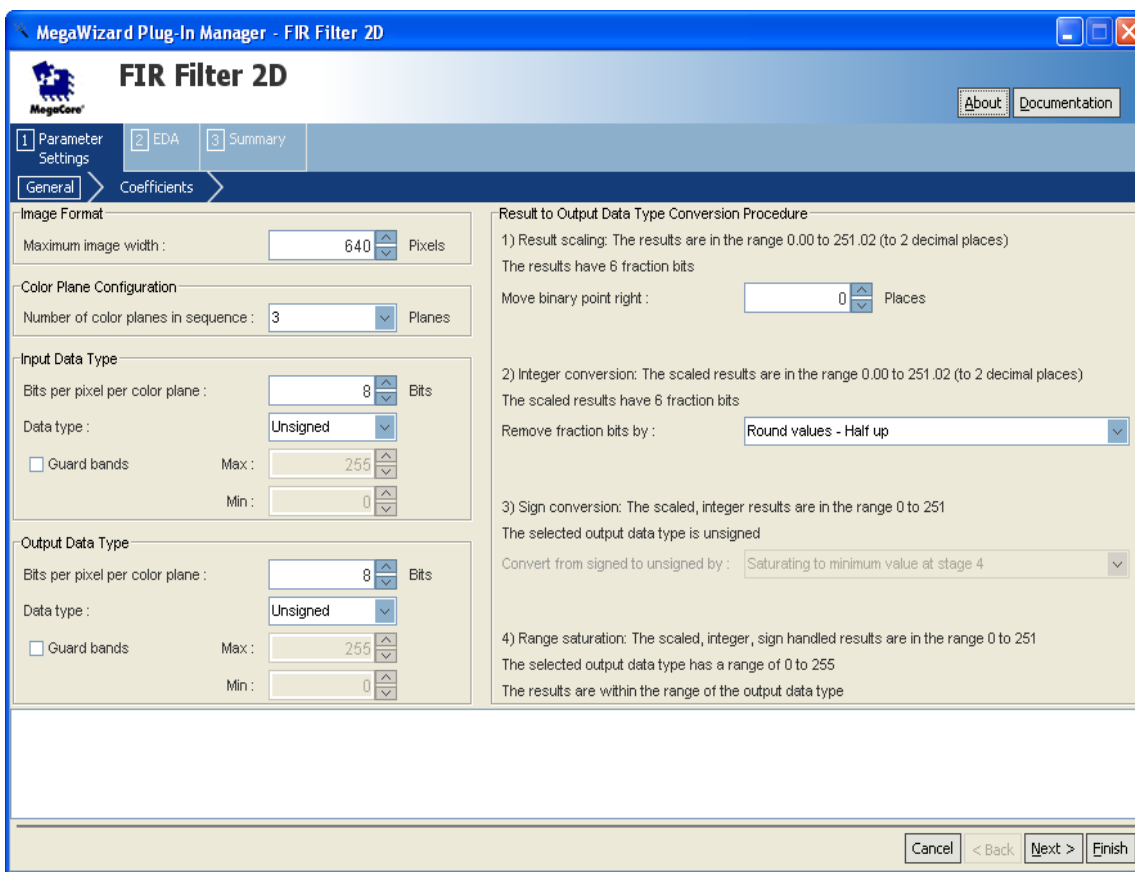 MegaWizard Plug-In Manager - FIR Filter 2D
MegaCore®
FIR Filter 2D
About
Documentation
1 Parameter Settings
2 EDA
3 Summary
General
Coefficients
Image Format
Maximum image width : 640 Pixels
Color Plane Configuration
Number of color planes in sequence : 3 Planes
Input Data Type
Bits per pixel per color plane : 8 Bits
Data type : Unsigned
Guard bands Max : 255
Min : 0
Output Data Type
Bits per pixel per color plane : 8 Bits
Data type : Unsigned
Guard bands Max : 255
Min : 0
Result to Output Data Type Conversion Procedure
1) Result scaling: The results are in the range 0.00 to 251.02 (to 2 decimal places)
The results have 6 fraction bits
Move binary point right : 0 Places
2) Integer conversion: The scaled results are in the range 0.00 to 251.02 (to 2 decimal places)
The scaled results have 6 fraction bits
Remove fraction bits by : Round values - Half up
3) Sign conversion: The scaled, integer results are in the range 0 to 251
The selected output data type is unsigned
Convert from signed to unsigned by : Saturating to minimum value at stage 4
4) Range saturation: The scaled, integer, sign handled results are in the range 0 to 251
The selected output data type has a range of 0 to 255
The results are within the range of the output data type
Cancel
< Back
Next >
Finish